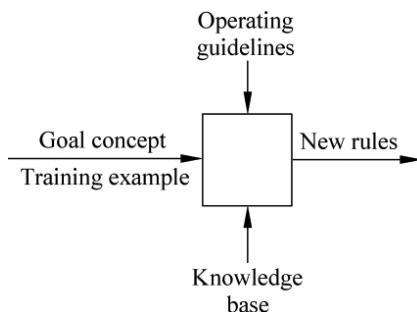 Operating
guidelines
Goal concept
Training example
New rules
Knowledge
base